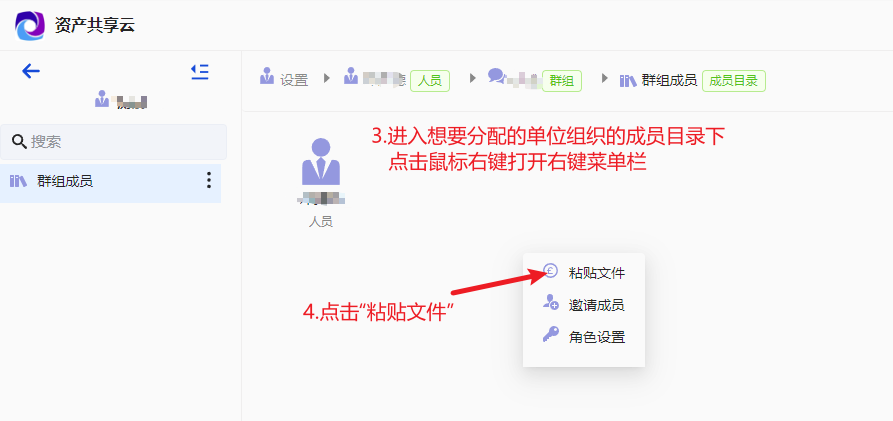 资产共享云
设置
人员
群组
群组成员
成员目录
搜索
群组成员
3.进入想要分配的单位组织的成员目录下
点击鼠标右键打开右键菜单栏
人员
粘贴文件
邀请成员
角色设置
4.点击“粘贴文件”